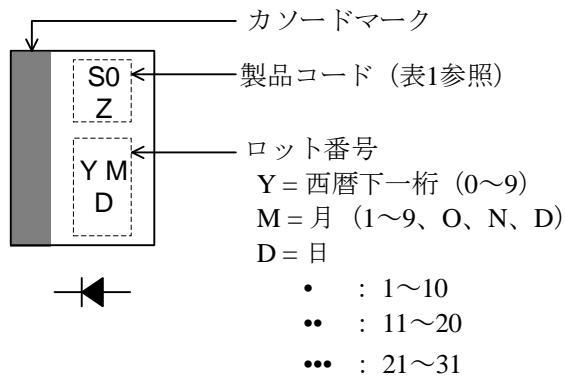 カソードマーク
S0
Z
製品コード（表1参照）
Y M
D
ロット番号
Y = 西暦下一桁（0～9）
M = 月（1～9、O、N、D）
D = 日
• : 1～10
•• : 11～20
••• : 21～31